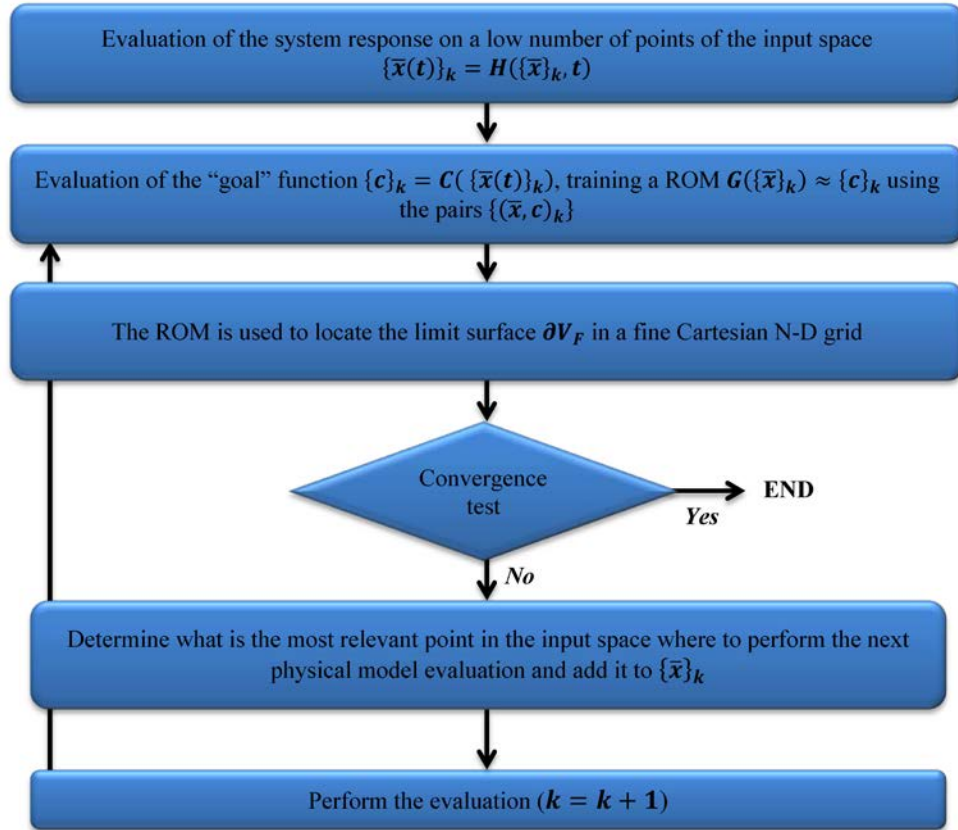 Evaluation of the system response on a low number of points of the input space
{x̅(t)}ₖ = H({x̅}ₖ, t)
Evaluation of the “goal” function {c}ₖ = C( {x̅(t)}ₖ), training a ROM G({x̅}ₖ) ≈ {c}ₖ using
the pairs {(x̅, c)ₖ}
The ROM is used to locate the limit surface ∂V_F in a fine Cartesian N-D grid
Convergence
test
END
Yes
No
Determine what is the most relevant point in the input space where to perform the next
physical model evaluation and add it to {x̅}ₖ
Perform the evaluation (k = k + 1)